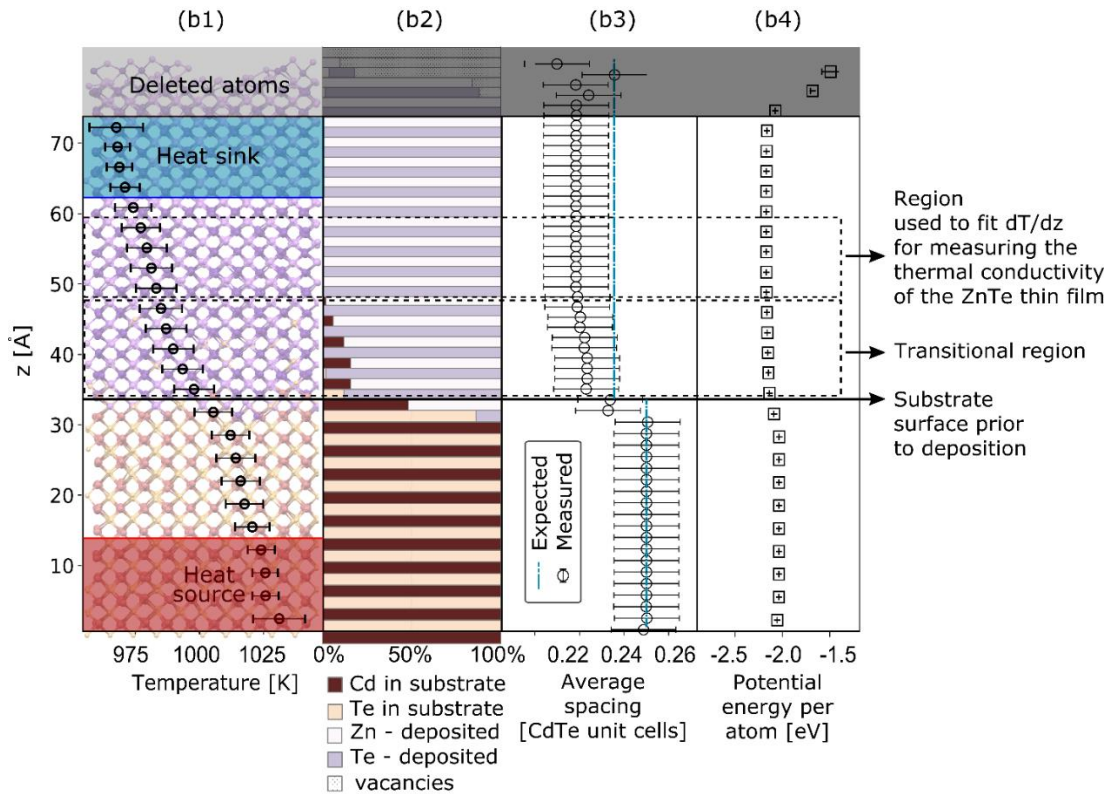 (b1) (b2) (b3) (b4)
Deleted atoms
Heat sink
Heat
source
z [Å]
70
60
50
40
30
20
10
Region
used to fit dT/dz
for measuring the
thermal conductivity
of the ZnTe thin film
Transitional region
Substrate
surface prior
to deposition
Expected
Measured
975 1000 1025 0% 50% 100% 0.22 0.24 0.26 -2.5 -2.0 -1.5
Temperature [K]
Cd in substrate
Te in substrate
Zn - deposited
Te - deposited
vacancies
Average
spacing
[CdTe unit cells]
Potential
energy per
atom [eV]